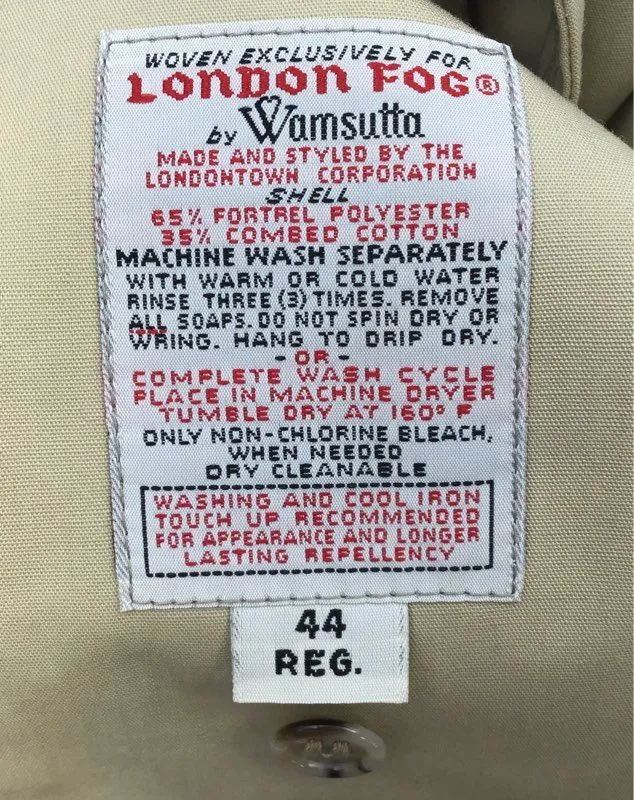 WOVEN EXCLUSIVELY FOR
LONDON FOG®
by Wamsutta
MADE AND STYLED BY THE
LONDONTOWN CORPORATION
SHELL
65% FORTREL POLYESTER
35% COMBED COTTON
MACHINE WASH SEPARATELY
WITH WARM OR COLD WATER
RINSE THREE (3) TIMES. REMOVE
ALL SOAPS. DO NOT SPIN DRY OR
WRING. HANG TO DRIP DRY.
- OR -
COMPLETE WASH CYCLE
PLACE IN MACHINE DRYER
TUMBLE DRY AT 160° F
ONLY NON-CHLORINE BLEACH,
WHEN NEEDED
DRY CLEANABLE
WASHING AND COOL IRON
TOUCH UP RECOMMENDED
FOR APPEARANCE AND LONGER
LASTING REPELLENCY
44
REG.